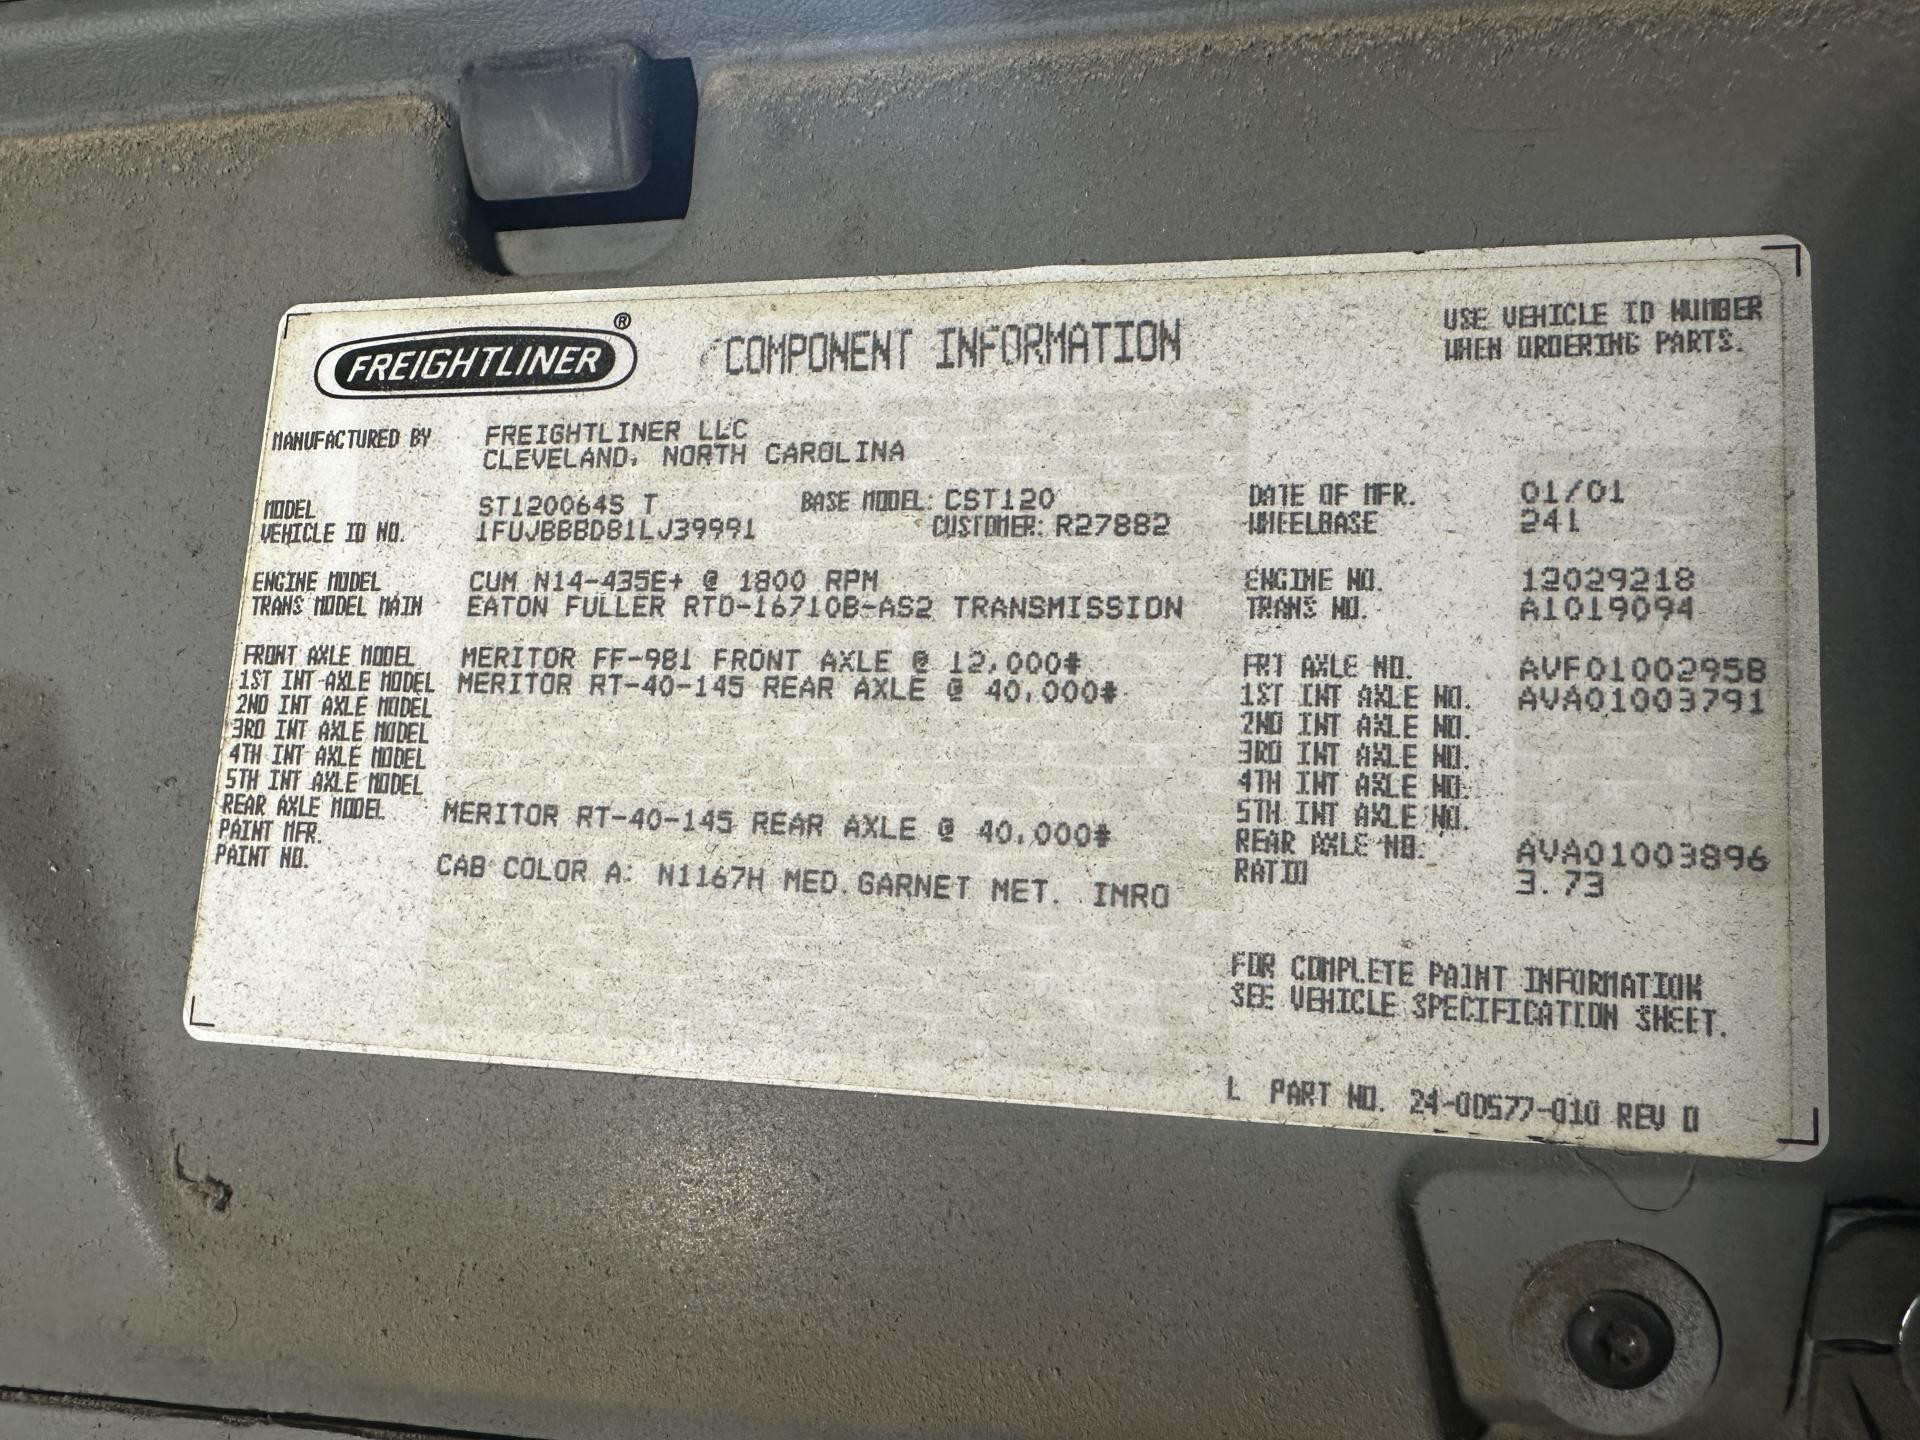 FREIGHTLINER®
COMPONENT INFORMATION
USE VEHICLE ID NUMBER
WHEN ORDERING PARTS.
MANUFACTURED BY FREIGHTLINER LLC
CLEVELAND, NORTH CAROLINA
MODEL ST120064S T BASE MODEL: CST120 DATE OF MFR. 01/01
VEHICLE ID NO. 1FUJBBBD81LJ39991 CUSTOMER: R27882 WHEELBASE 241
ENGINE MODEL CUM N14-435E+ @ 1800 RPM ENGINE NO. 12029218
TRANS MODEL MAIN EATON FULLER RTO-16710B-AS2 TRANSMISSION TRANS NO. A1019094
FRONT AXLE MODEL MERITOR FF-981 FRONT AXLE @ 12,000# FRT AXLE NO. AVF01002958
1ST INT AXLE MODEL MERITOR RT-40-145 REAR AXLE @ 40,000# 1ST INT AXLE NO. AVA01003791
2ND INT AXLE MODEL 2ND INT AXLE NO.
3RD INT AXLE MODEL 3RD INT AXLE NO.
4TH INT AXLE MODEL 4TH INT AXLE NO.
5TH INT AXLE MODEL 5TH INT AXLE NO.
REAR AXLE MODEL MERITOR RT-40-145 REAR AXLE @ 40,000# REAR AXLE NO. AVA01003896
PAINT MFR. RATIO 3.73
PAINT NO. CAB COLOR A: N1167H MED.GARNET MET. IMRO
FOR COMPLETE PAINT INFORMATION
SEE VEHICLE SPECIFICATION SHEET.
L PART NO. 24-00577-010 REV D